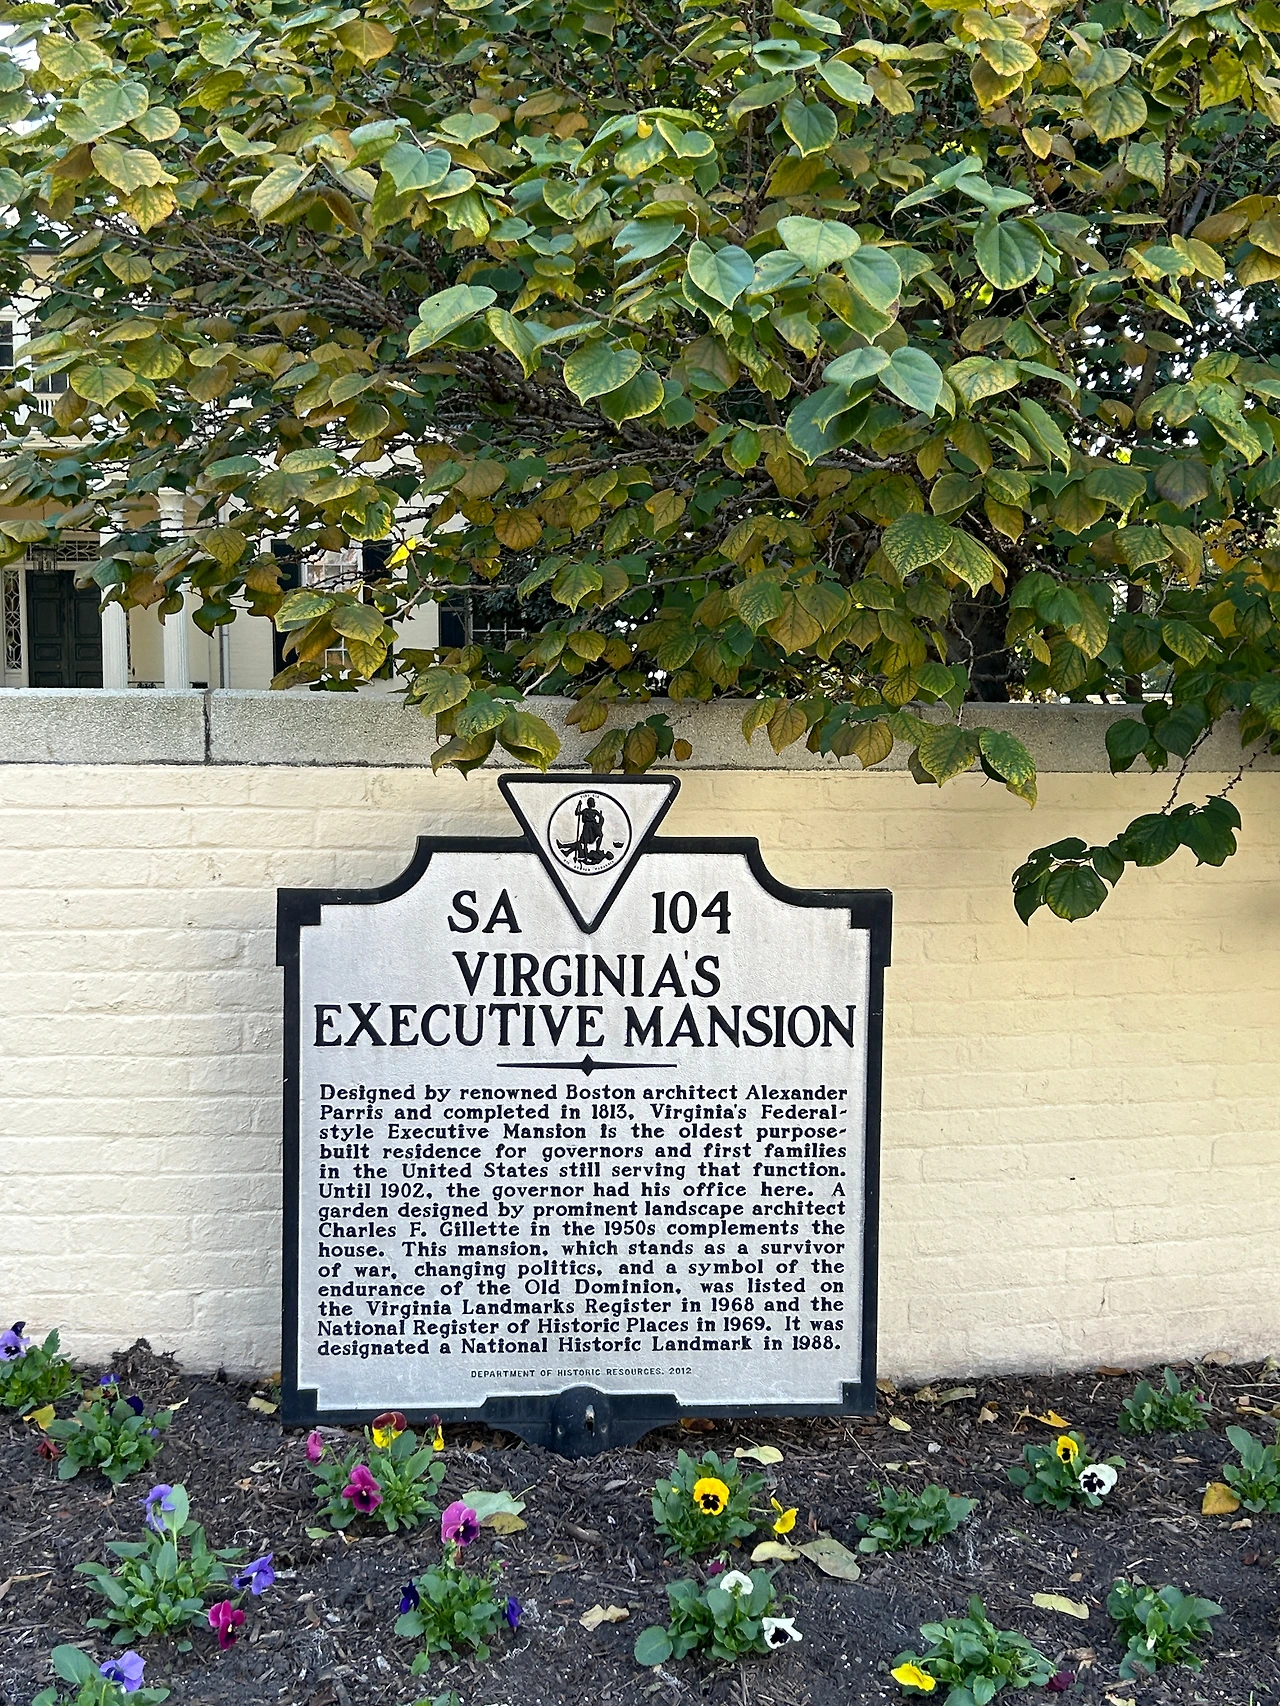 VIRGINIA
SA 104
VIRGINIA'S
EXECUTIVE MANSION
Designed by renowned Boston architect Alexander
Parris and completed in 1813, Virginia's Federal-
style Executive Mansion is the oldest purpose-
built residence for governors and first families
in the United States still serving that function.
Until 1902, the governor had his office here. A
garden designed by prominent landscape architect
Charles F. Gillette in the 1950s complements the
house. This mansion, which stands as a survivor
of war, changing politics, and a symbol of the
endurance of the Old Dominion, was listed on
the Virginia Landmarks Register in 1968 and the
National Register of Historic Places in 1969. It was
designated a National Historic Landmark in 1988.
DEPARTMENT OF HISTORIC RESOURCES, 2012